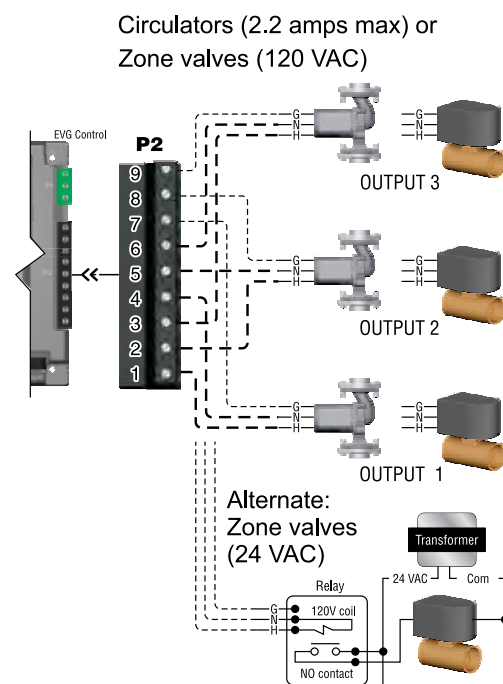 Circulators (2.2 amps max) or
Zone valves (120 VAC)
EVG Control
P2
9
8
7
6
5
4
3
2
1
G
N
H
G
N
H
OUTPUT 3
G
N
H
G
N
H
OUTPUT 2
G
N
H
G
N
H
OUTPUT 1
Alternate:
Zone valves
(24 VAC)
Transformer
24 VAC
Com
Relay
G
N
H
120V coil
NO contact